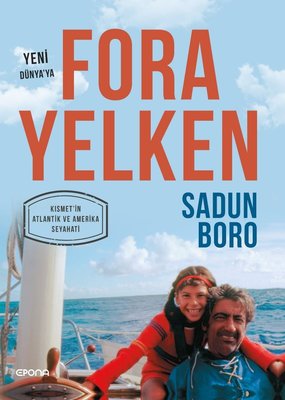 YENİ
DÜNYA'YA
FORA
YELKEN
KISMET'İN
ATLANTİK VE AMERİKA
SEYAHATİ
SADUN
BORO
EPONA